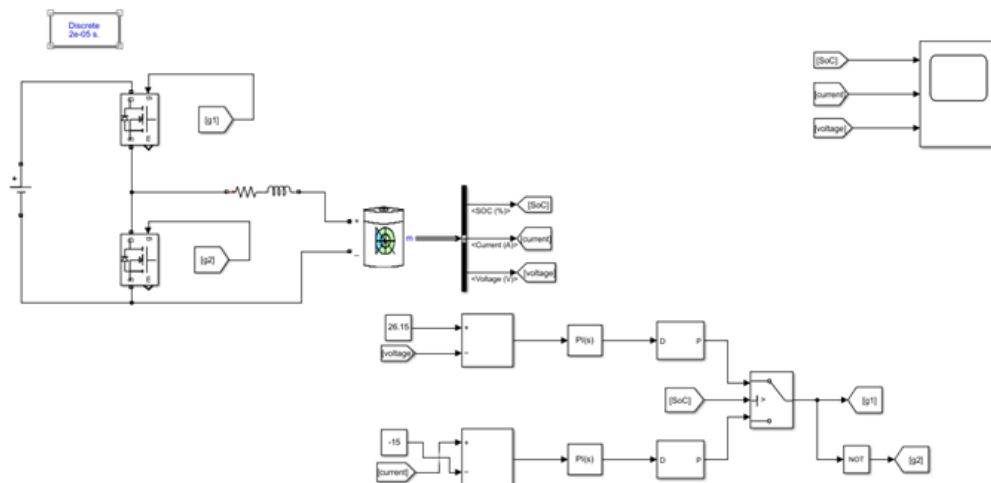 Discrete
2e-05 s.
[SoC]
[current]
[voltage]
g
D
S
m
[g1]
+
g
D
S
m
[g2]
+
-
m
<SOC (%)>
[SoC]
<Current (A)>
[current]
<Voltage (V)>
[voltage]
26.15
[voltage]
+
-
PI(s)
D
P
[SoC]
>
[g1]
-15
[current]
+
-
PI(s)
D
P
NOT
[g2]